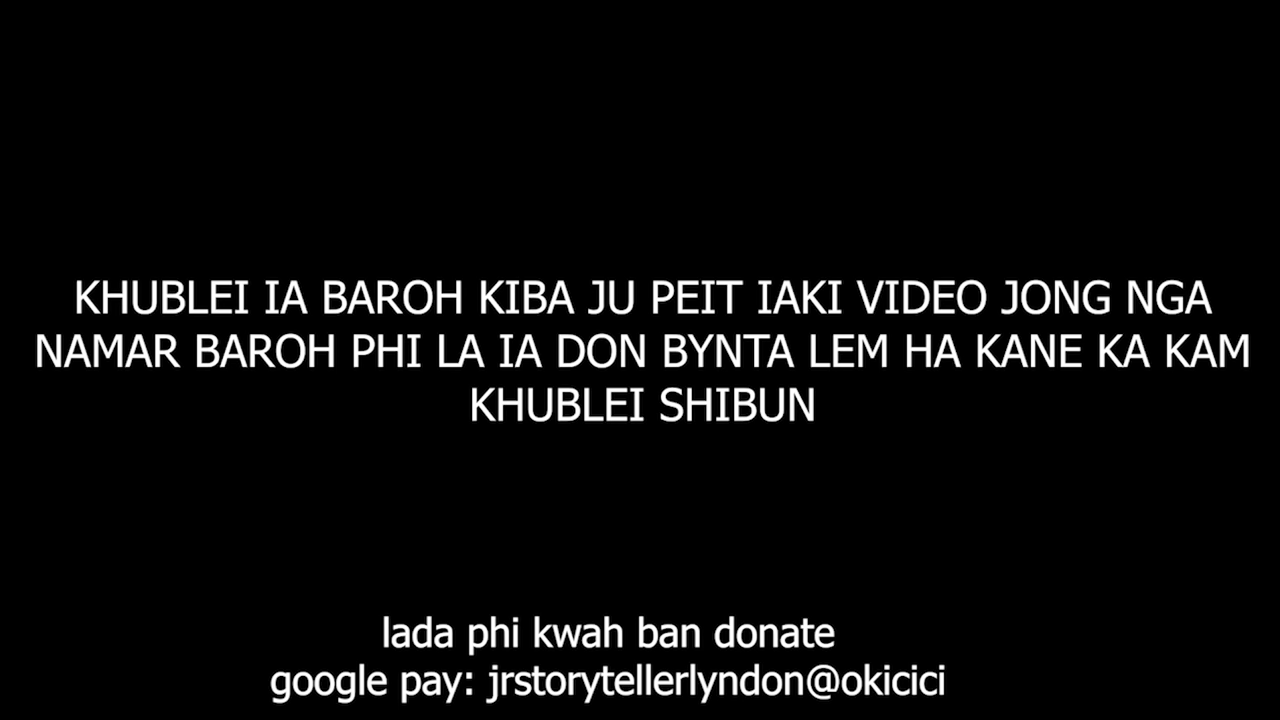 KHUBLEI IA BAROH KIBA JU PEIT IAKI VIDEO JONG NGA
NAMAR BAROH PHI LA IA DON BYNTA LEM HA KANE KA KAM
KHUBLEI SHIBUN
lada phi kwah ban donate
google pay: jrstorytellerlyndon@okicici